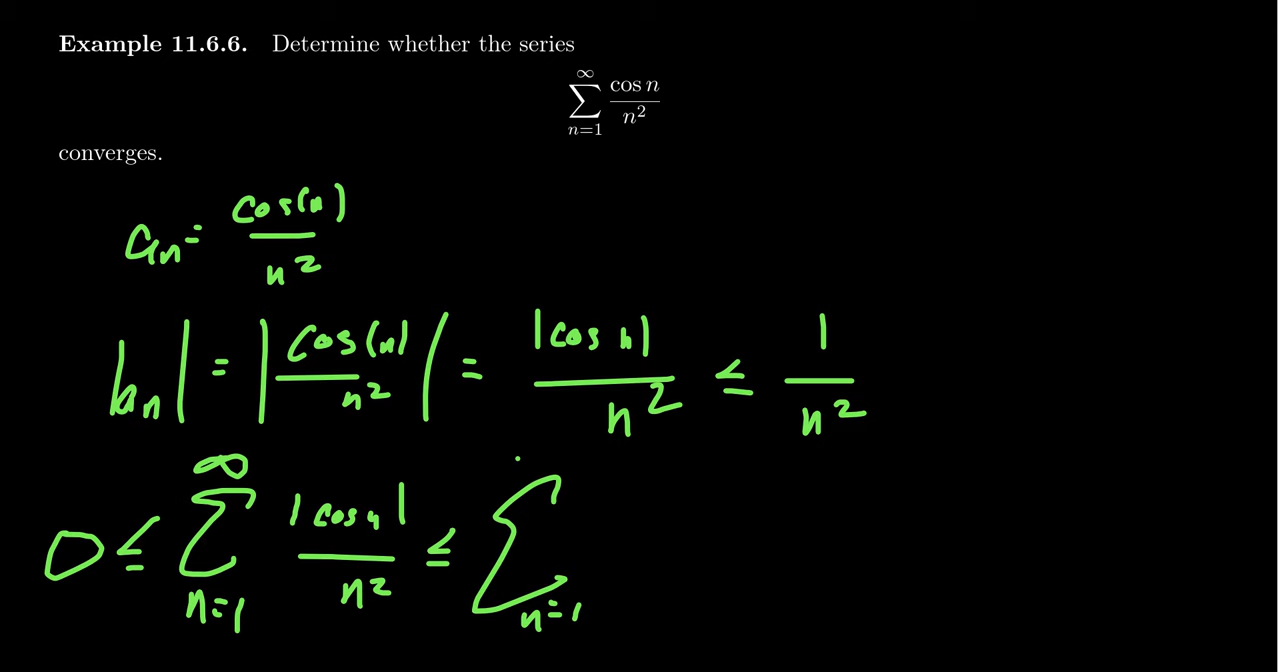 Example 11.6.6. Determine whether the series
∞
∑ cos n / n²
n=1
converges.
aₙ = cos(n) / n²
|aₙ| = |cos(n) / n²| = |cos n| / n² ≤ 1 / n²
0 ≤ ∞ ∑ n=1 |cos n| / n² ≤ ∑ n=1